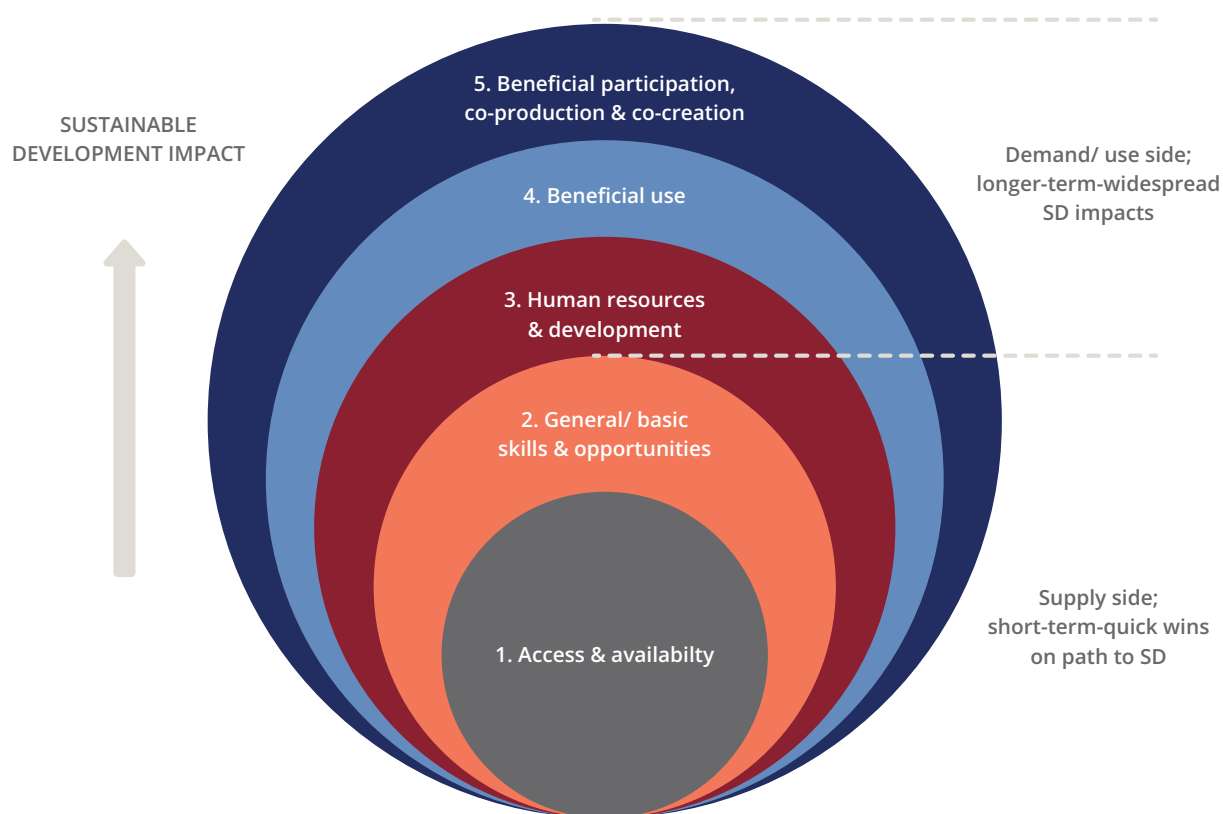 SUSTAINABLE
DEVELOPMENT IMPACT
5. Beneficial participation,
co-production & co-creation
4. Beneficial use
3. Human resources
& development
2. General/ basic
skills & opportunities
1. Access & availabilty
Demand/ use side;
longer-term-widespread
SD impacts
Supply side;
short-term-quick wins
on path to SD